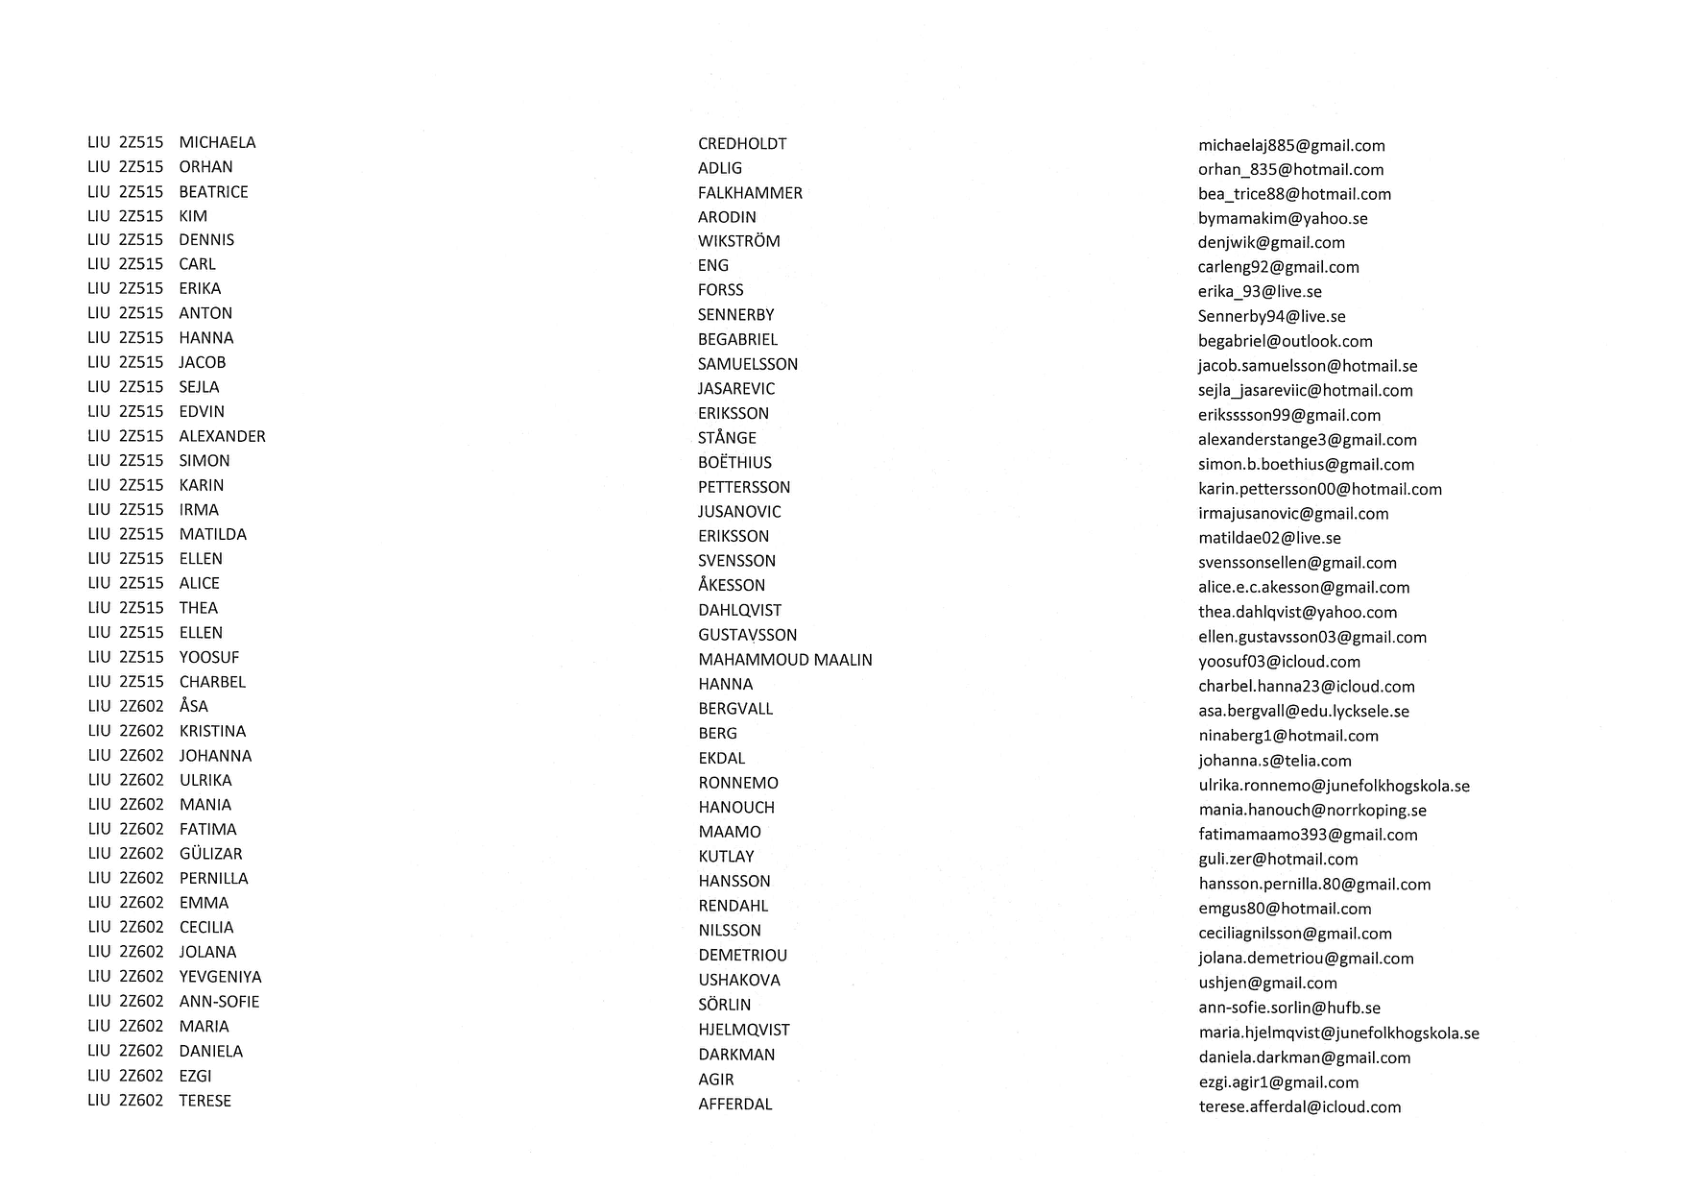 LIU 2Z515 MICHAELA CREDHOLDT michaelaj885@gmail.com
LIU 2Z515 ORHAN ADLIG orhan_835@hotmail.com
LIU 2Z515 BEATRICE FALKHAMMER bea_trice88@hotmail.com
LIU 2Z515 KIM ARODIN bymamakim@yahoo.se
LIU 2Z515 DENNIS WIKSTRÖM denjwik@gmail.com
LIU 2Z515 CARL ENG carleng92@gmail.com
LIU 2Z515 ERIKA FORSS erika_93@live.se
LIU 2Z515 ANTON SENNERBY Sennerby94@live.se
LIU 2Z515 HANNA BEGABRIEL begabriel@outlook.com
LIU 2Z515 JACOB SAMUELSSON jacob.samuelsson@hotmail.se
LIU 2Z515 SEJLA JASAREVIC sejla_jasareviic@hotmail.com
LIU 2Z515 EDVIN ERIKSSON eriksssson99@gmail.com
LIU 2Z515 ALEXANDER STÅNGE alexanderstange3@gmail.com
LIU 2Z515 SIMON BOËTHIUS simon.b.boethius@gmail.com
LIU 2Z515 KARIN PETTERSSON karin.pettersson00@hotmail.com
LIU 2Z515 IRMA JUSANOVIC irmajusanovic@gmail.com
LIU 2Z515 MATILDA ERIKSSON matildae02@live.se
LIU 2Z515 ELLEN SVENSSON svenssonsellen@gmail.com
LIU 2Z515 ALICE ÅKESSON alice.e.c.akesson@gmail.com
LIU 2Z515 THEA DAHLQVIST thea.dahlqvist@yahoo.com
LIU 2Z515 ELLEN GUSTAVSSON ellen.gustavsson03@gmail.com
LIU 2Z515 YOOSUF MAHAMMOUD MAALIN yoosuf03@icloud.com
LIU 2Z515 CHARBEL HANNA charbel.hanna23@icloud.com
LIU 2Z602 ÅSA BERGVALL asa.bergvall@edu.lycksele.se
LIU 2Z602 KRISTINA BERG ninaberg1@hotmail.com
LIU 2Z602 JOHANNA EKDAL johanna.s@telia.com
LIU 2Z602 ULRIKA RONNEMO ulrika.ronnemo@junefolkhogskola.se
LIU 2Z602 MANIA HANOUCH mania.hanouch@norrkoping.se
LIU 2Z602 FATIMA MAAMO fatimamaamo393@gmail.com
LIU 2Z602 GÜLIZAR KUTLAY guli.zer@hotmail.com
LIU 2Z602 PERNILLA HANSSON hansson.pernilla.80@gmail.com
LIU 2Z602 EMMA RENDAHL emgus80@hotmail.com
LIU 2Z602 CECILIA NILSSON ceciliagnilsson@gmail.com
LIU 2Z602 JOLANA DEMETRIOU jolana.demetriou@gmail.com
LIU 2Z602 YEVGENIYA USHAKOVA ushjen@gmail.com
LIU 2Z602 ANN-SOFIE SÖRLIN ann-sofie.sorlin@hufb.se
LIU 2Z602 MARIA HJELMQVIST maria.hjelmqvist@junefolkhogskola.se
LIU 2Z602 DANIELA DARKMAN daniela.darkman@gmail.com
LIU 2Z602 EZGI AGIR ezgi.agir1@gmail.com
LIU 2Z602 TERESE AFFERDAL terese.afferdal@icloud.com